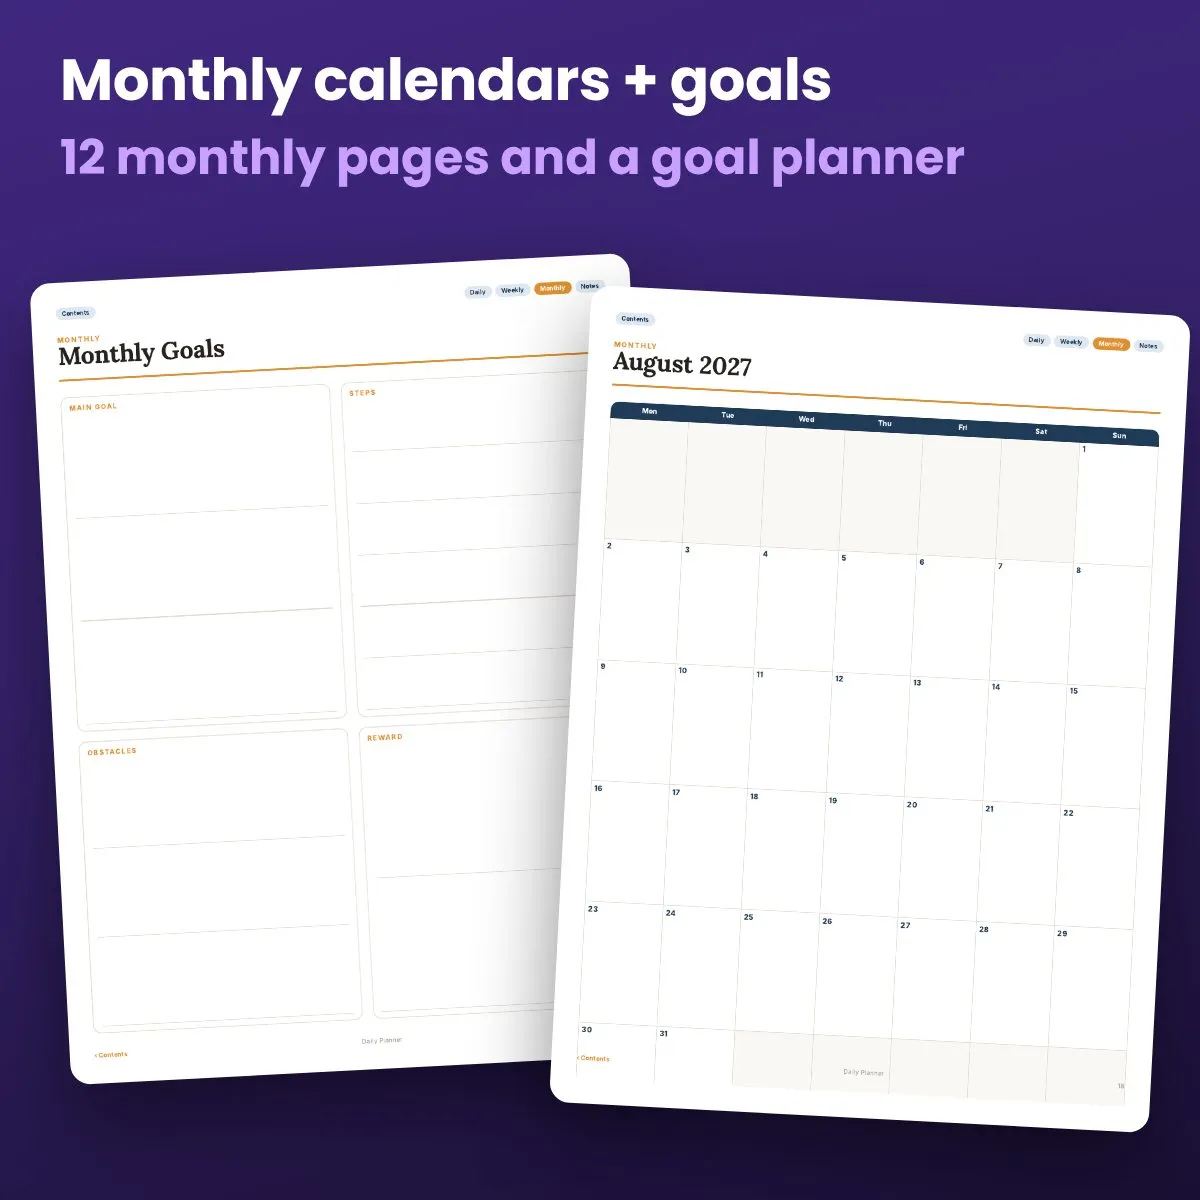 Monthly calendars + goals
12 monthly pages and a goal planner
Contents
Daily Weekly Monthly Notes
MONTHLY
Monthly Goals
MAIN GOAL
STEPS
OBSTACLES
REWARD
‹ Contents
Daily Planner
Contents
Daily Weekly Monthly Notes
MONTHLY
August 2027
Mon Tue Wed Thu Fri Sat Sun
1
2 3 4 5 6 7 8
9 10 11 12 13 14 15
16 17 18 19 20 21 22
23 24 25 26 27 28 29
30 31
‹ Contents
Daily Planner
18